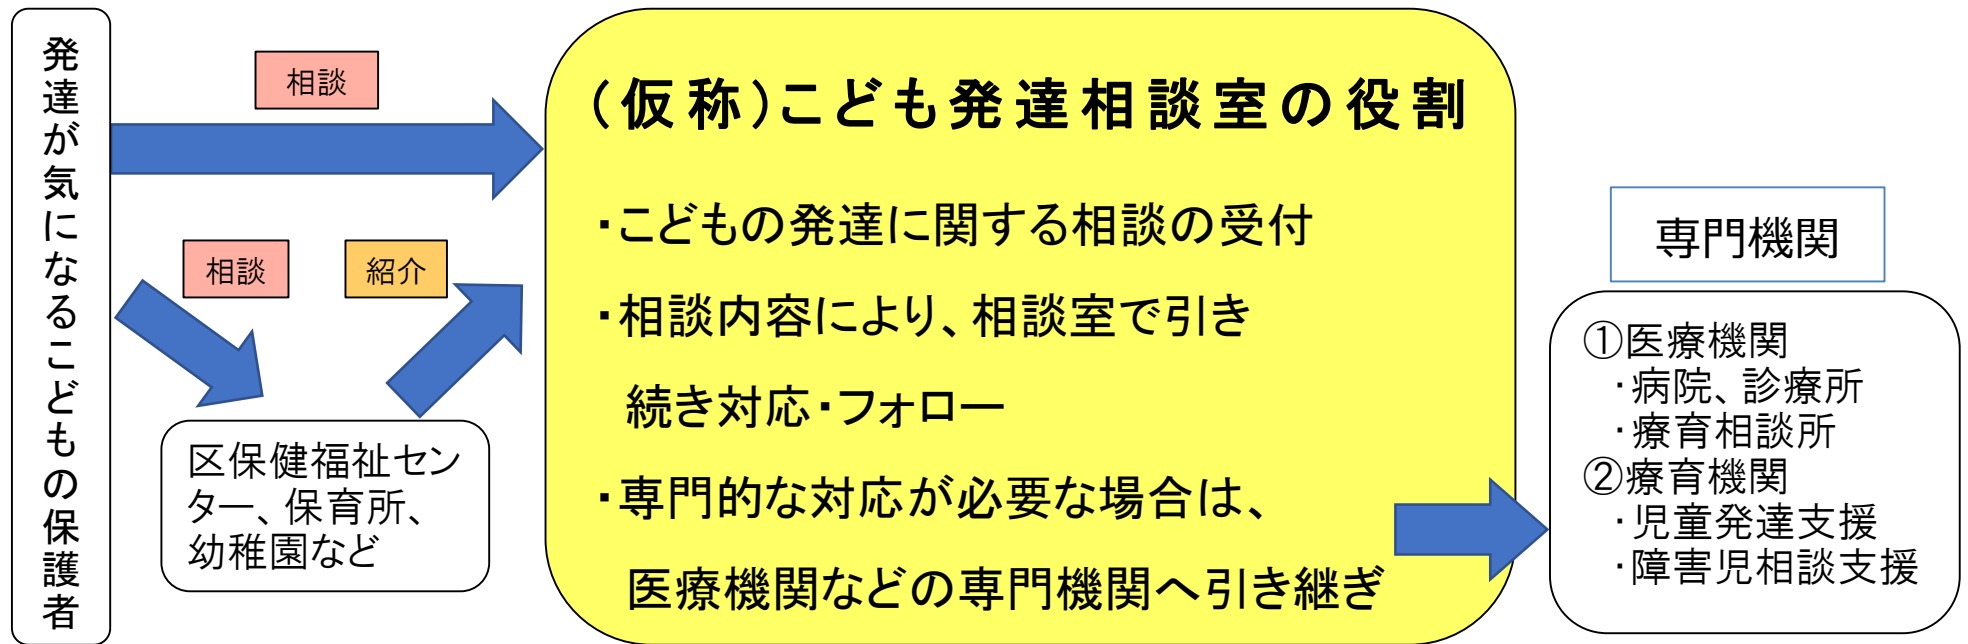 発達が気になるこどもの保護者
相談
相談
紹介
区保健福祉セン
ター、保育所、
幼稚園など
（仮称）こども発達相談室の役割
・こどもの発達に関する相談の受付
・相談内容により、相談室で引き
続き対応・フォロー
・専門的な対応が必要な場合は、
医療機関などの専門機関へ引き継ぎ
専門機関
①医療機関
・病院、診療所
・療育相談所
②療育機関
・児童発達支援
・障害児相談支援